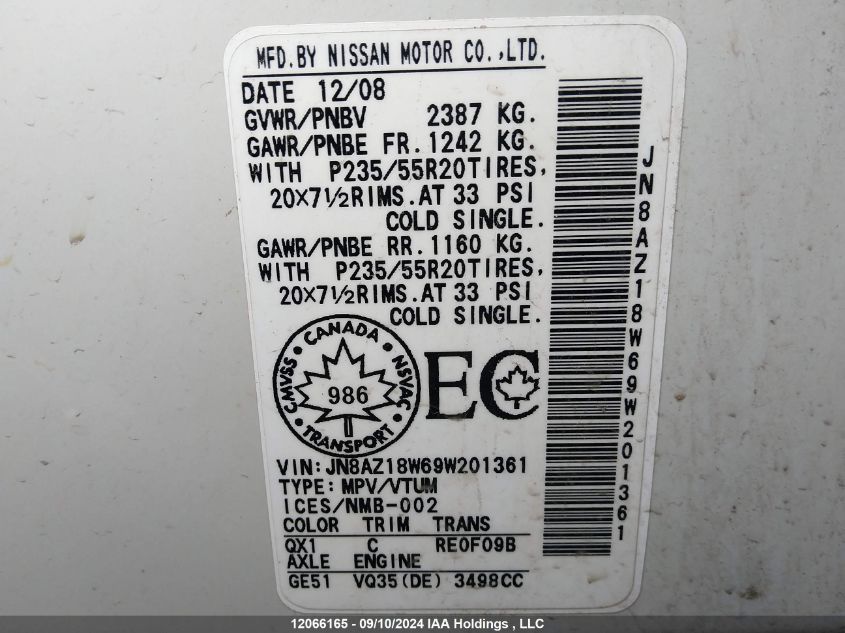 MFD.BY NISSAN MOTOR CO.,LTD.
DATE 12/08
GVWR/PNBV 2387 KG.
GAWR/PNBE FR.1242 KG.
WITH P235/55R20TIRES,
20X7½RIMS.AT 33 PSI
COLD SINGLE.
GAWR/PNBE RR.1160 KG.
WITH P235/55R20TIRES,
20X7½RIMS.AT 33 PSI
COLD SINGLE.
CMVSS • CANADA • NSVAC
986
TRANSPORT
EC
VIN:JN8AZ18W69W201361
TYPE:MPV/VTUM
ICES/NMB-002
COLOR TRIM TRANS
QX1 C RE0F09B
AXLE ENGINE
GE51 VQ35(DE) 3498CC
JN8AZ18W69W201361
12066165 - 09/10/2024 IAA Holdings , LLC